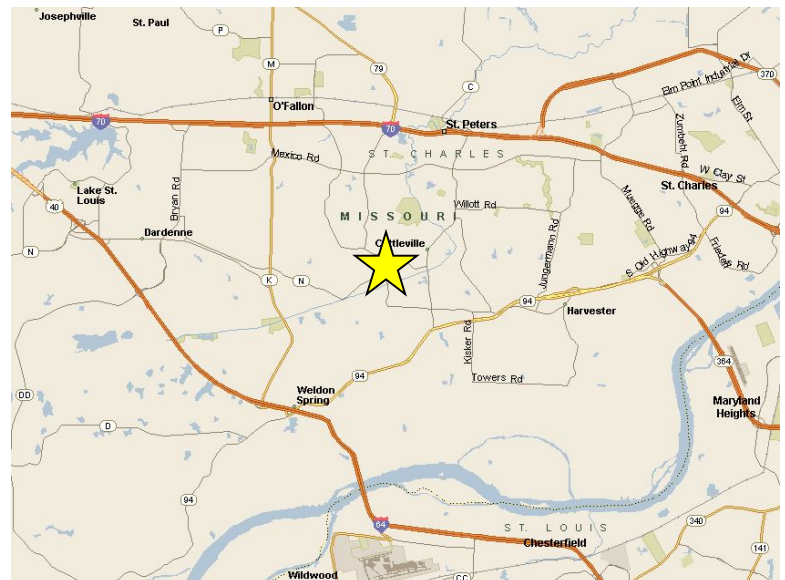 Josephville
St. Paul
P
M
79
C
Elm Point Industrial Dr
370
Elm St
O'Fallon
70
70
St. Peters
Zumbehl Rd
Mexico Rd
ST. CHARLES
W Clay St
St. Charles
Lake St.
Louis
Bryan Rd
40
Willott Rd
Muegge Rd
94
MISSOURI
Dardenne
Jungermann Rd
S Old Highway 94
Friedens Rd
N
K
N
94
Harvester
Kisker Rd
364
Towers Rd
94
Weldon
Spring
DD
Maryland
Heights
D
94
64
ST. LOUIS
340
Chesterfield
141
Wildwood
CC